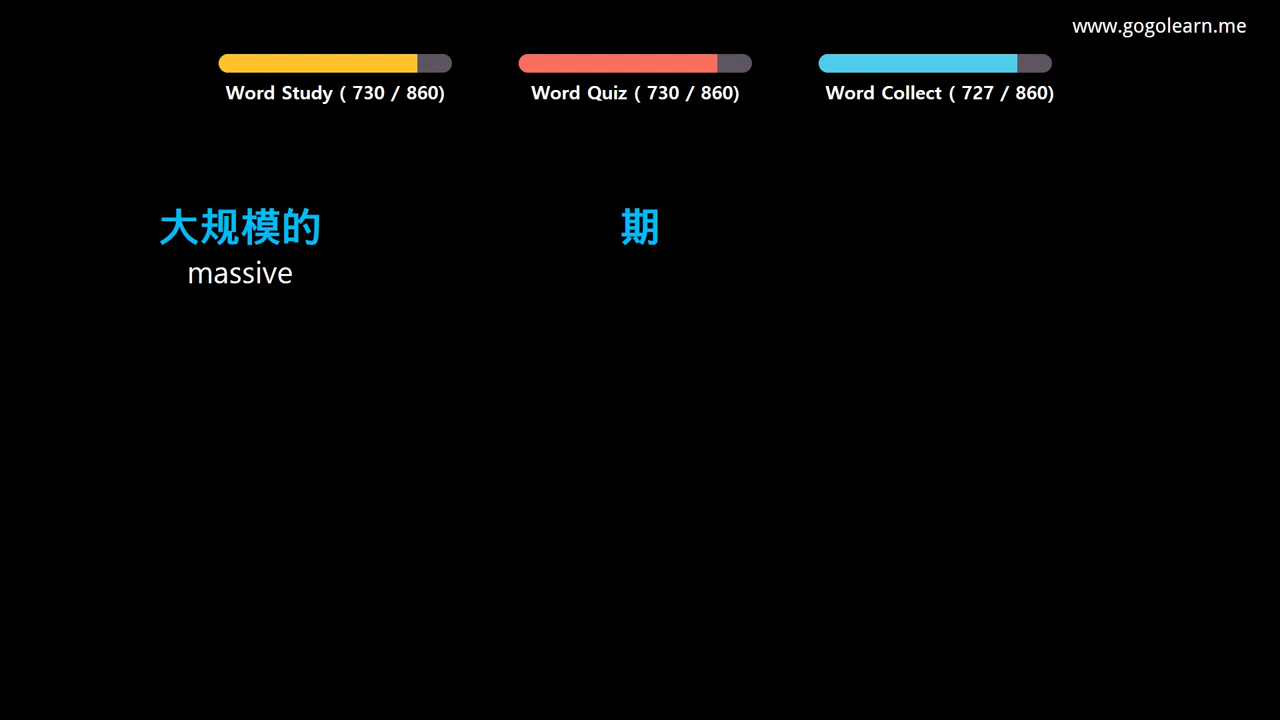 www.gogolearn.me
Word Study ( 730 / 860)
Word Quiz ( 730 / 860)
Word Collect ( 727 / 860)
大规模的
massive
期